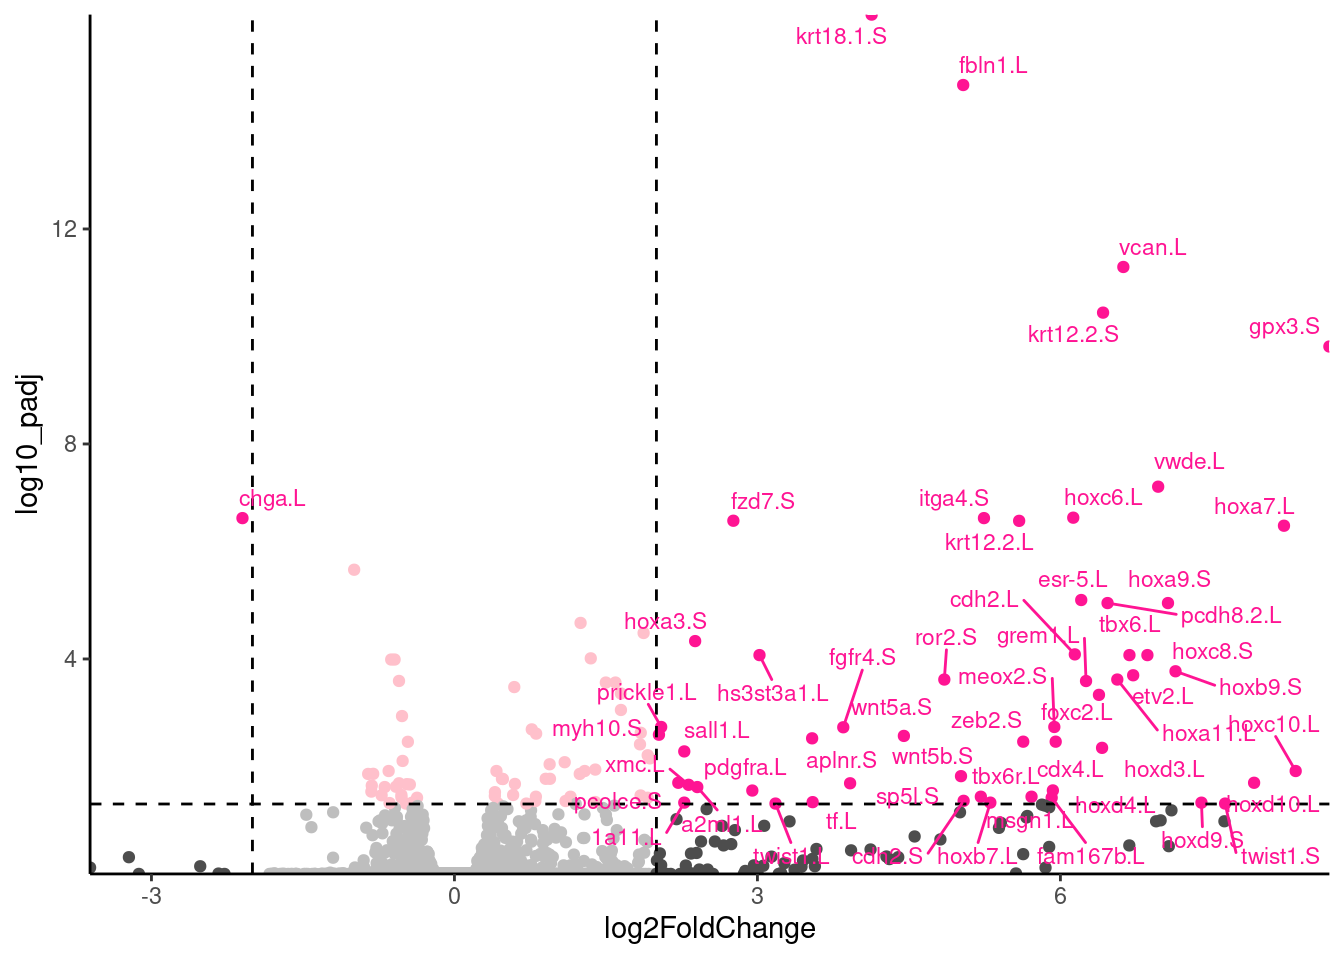 krt18.1.S
fbln1.L
12
vcan.L
krt12.2.S
gpx3.S
log10_padj
8
vwde.L
chga.L
fzd7.S
itga4.S
hoxc6.L
hoxa7.L
krt12.2.L
esr-5.L
hoxa9.S
cdh2.L
pcdh8.2.L
hoxa3.S
ror2.S
grem1.L
tbx6.L
4
fgfr4.S
hoxc8.S
prickle1.L
hs3st3a1.L
meox2.S
etv2.L
hoxb9.S
wnt5a.S
foxc2.L
myh10.S
sall1.L
zeb2.S
hoxa11.L
hoxc10.L
xmc.L
pdgfra.L
aplnr.S
wnt5b.S
tbx6r.L
cdx4.L
hoxd3.L
pcolce.S
sp5l.S
hoxd4.L
hoxd10.L
1a11.L
a2ml1.L
tf.L
msgn1.L
hoxd9.S
twist1.L
cdh2.S
hoxb7.L
fam167b.L
twist1.S
-3
0
3
6
log2FoldChange